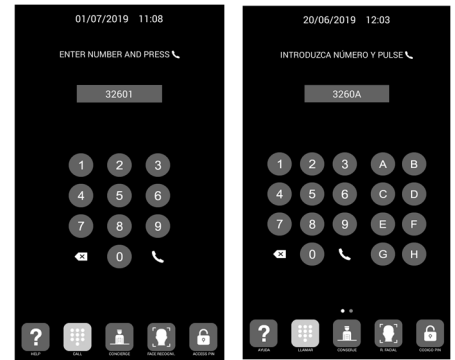 01/07/2019 11:08
ENTER NUMBER AND PRESS
32601
1 2 3
4 5 6
7 8 9
0
?
HELP CALL CONCIERGE FACE RECOGN. ACCESS PIN
20/06/2019 12:03
INTRODUZCA NÚMERO Y PULSE
3260A
1 2 3 A B
4 5 6 C D
7 8 9 E F
0 G H
?
AYUDA LLAMAR CONSERJE R. FACIAL CODIGO PIN